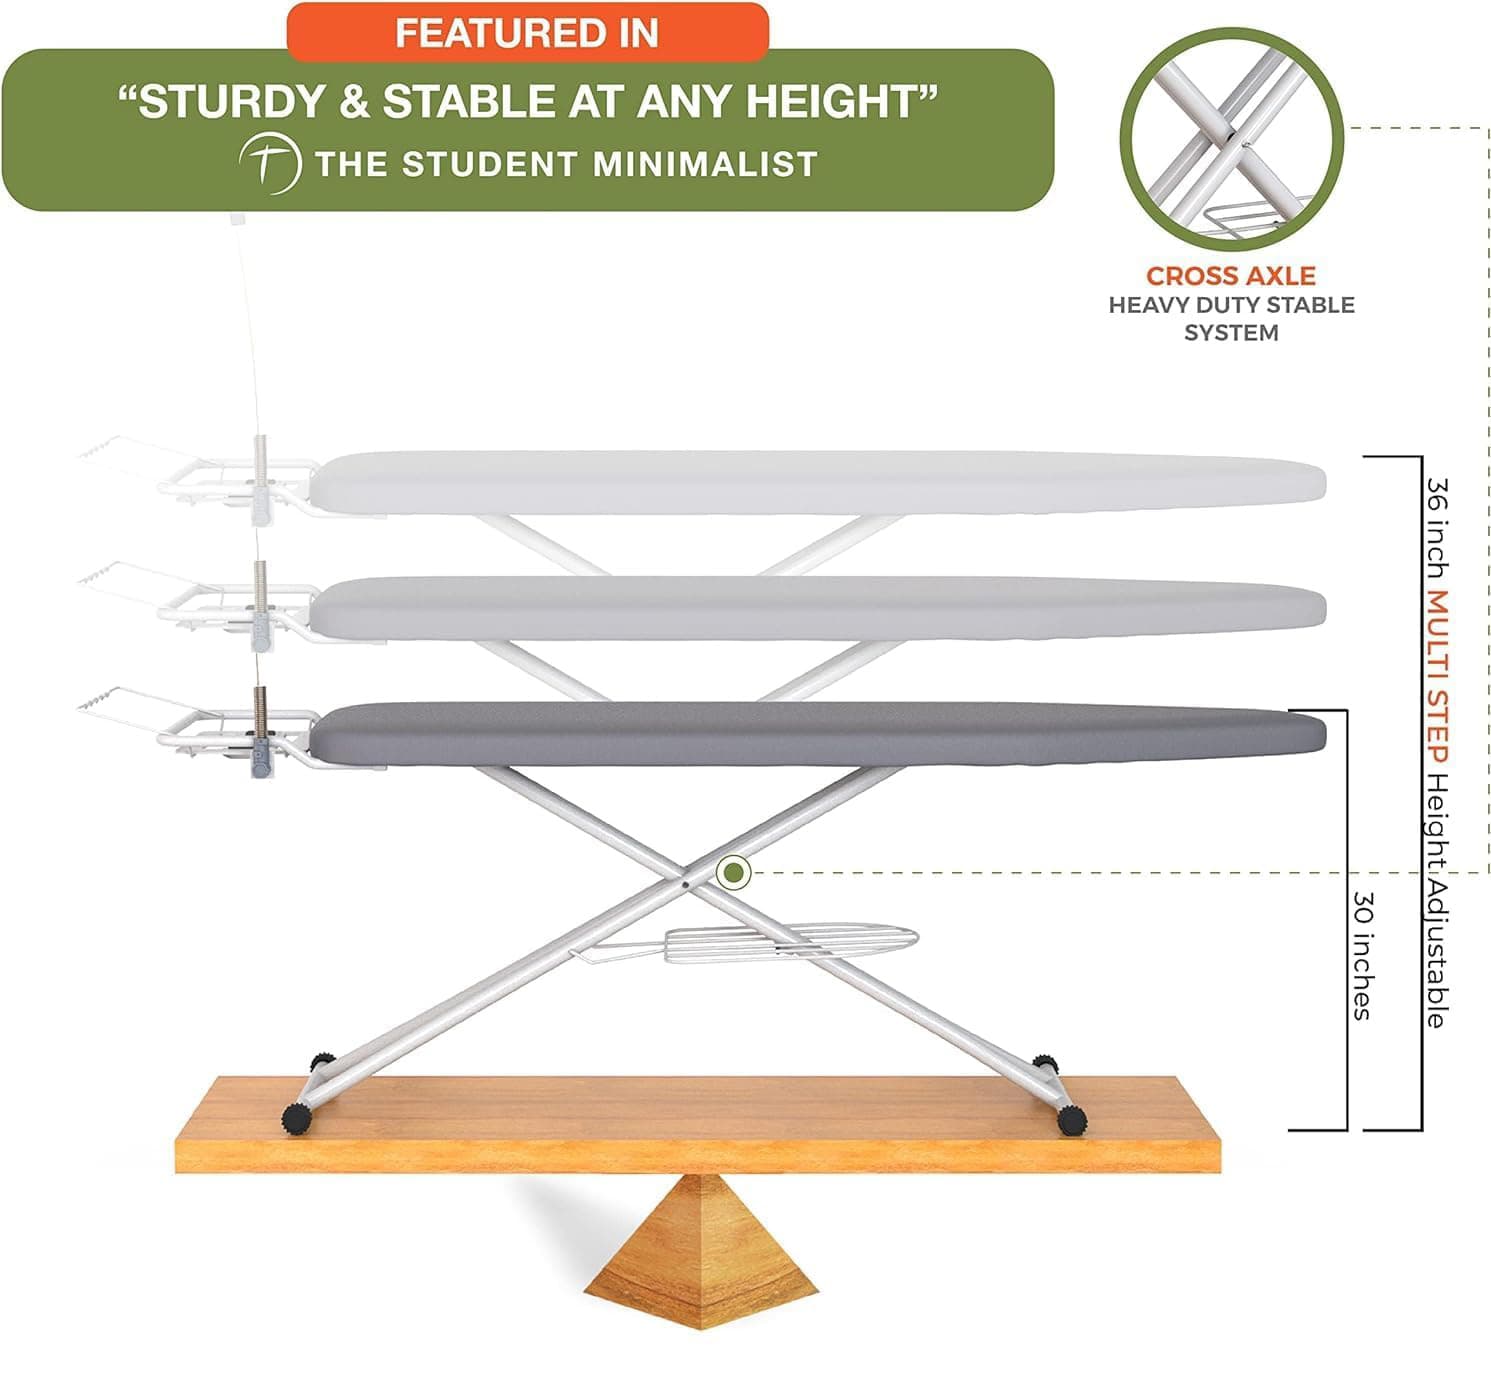 FEATURED IN
“STURDY & STABLE AT ANY HEIGHT”
THE STUDENT MINIMALIST
CROSS AXLE
HEAVY DUTY STABLE
SYSTEM
36 inch MULTI STEP Height Adjustable
30 inches